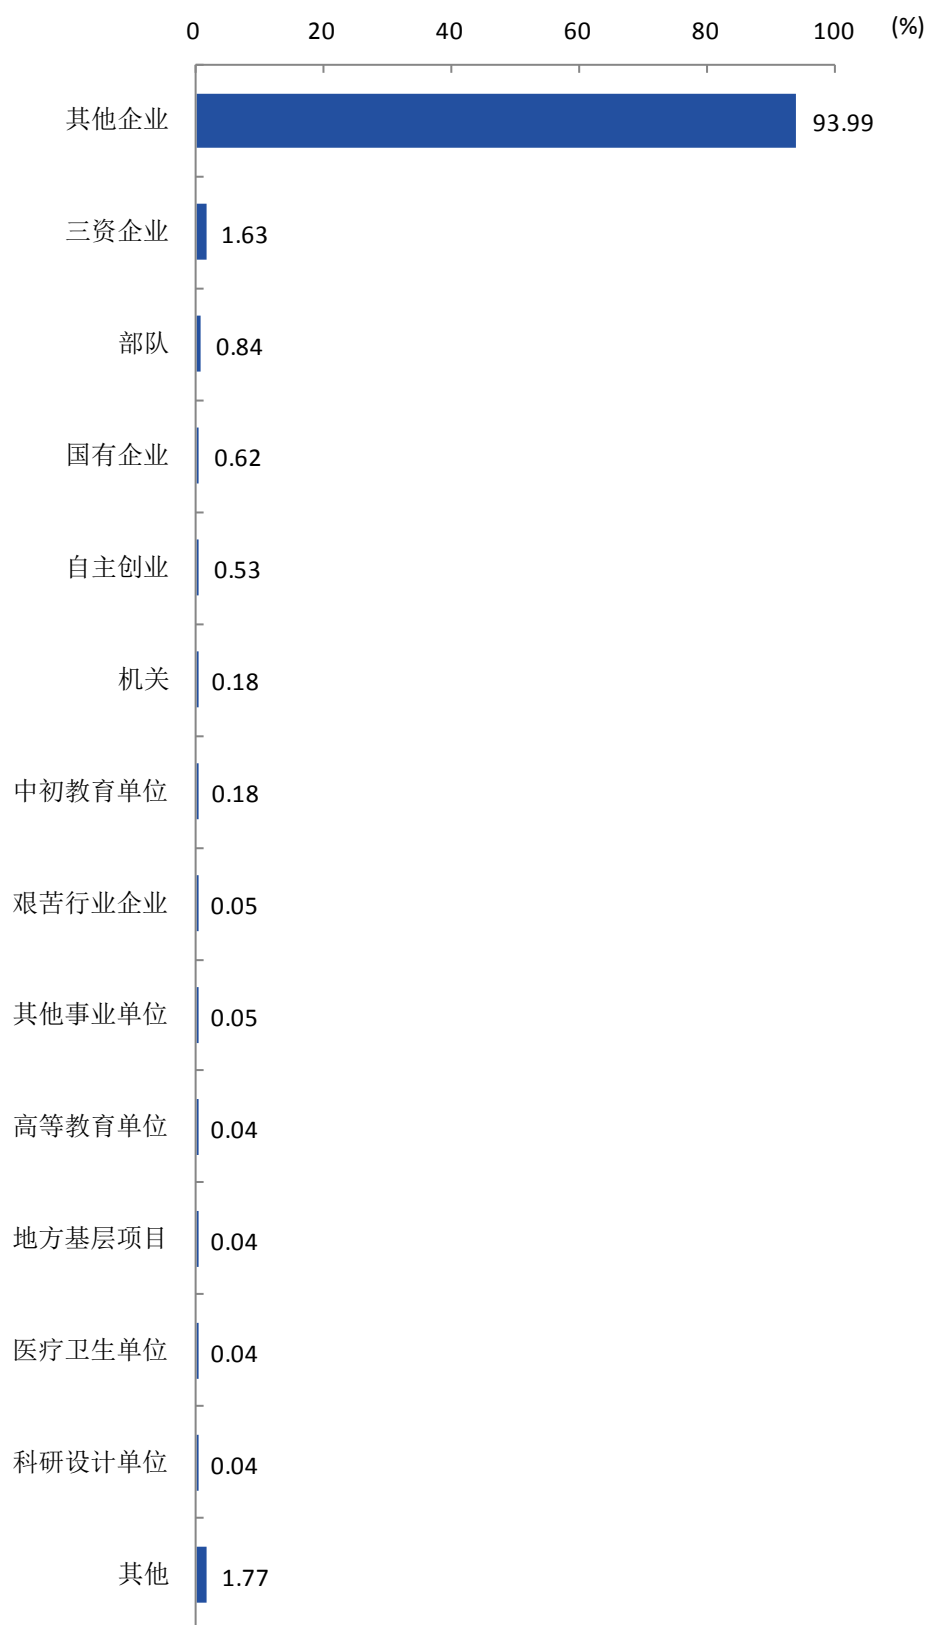 0 20 40 60 80 100 (%)
其他企业 93.99
三资企业 1.63
部队 0.84
国有企业 0.62
自主创业 0.53
机关 0.18
中初教育单位 0.18
艰苦行业企业 0.05
其他事业单位 0.05
高等教育单位 0.04
地方基层项目 0.04
医疗卫生单位 0.04
科研设计单位 0.04
其他 1.77